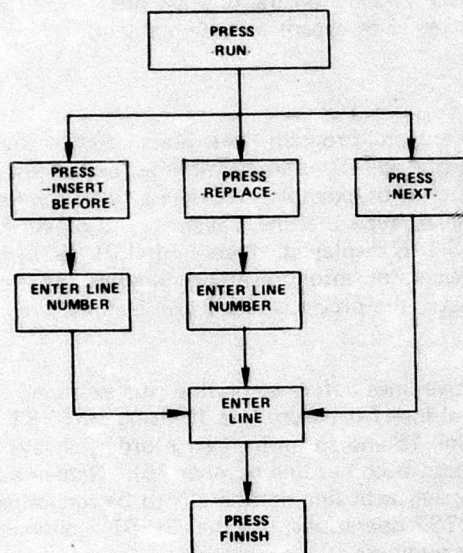 PRESS
·RUN·
PRESS
-INSERT
BEFORE·
PRESS
·REPLACE·
PRESS
·NEXT·
ENTER LINE
NUMBER
ENTER LINE
NUMBER
ENTER
LINE
PRESS
FINISH